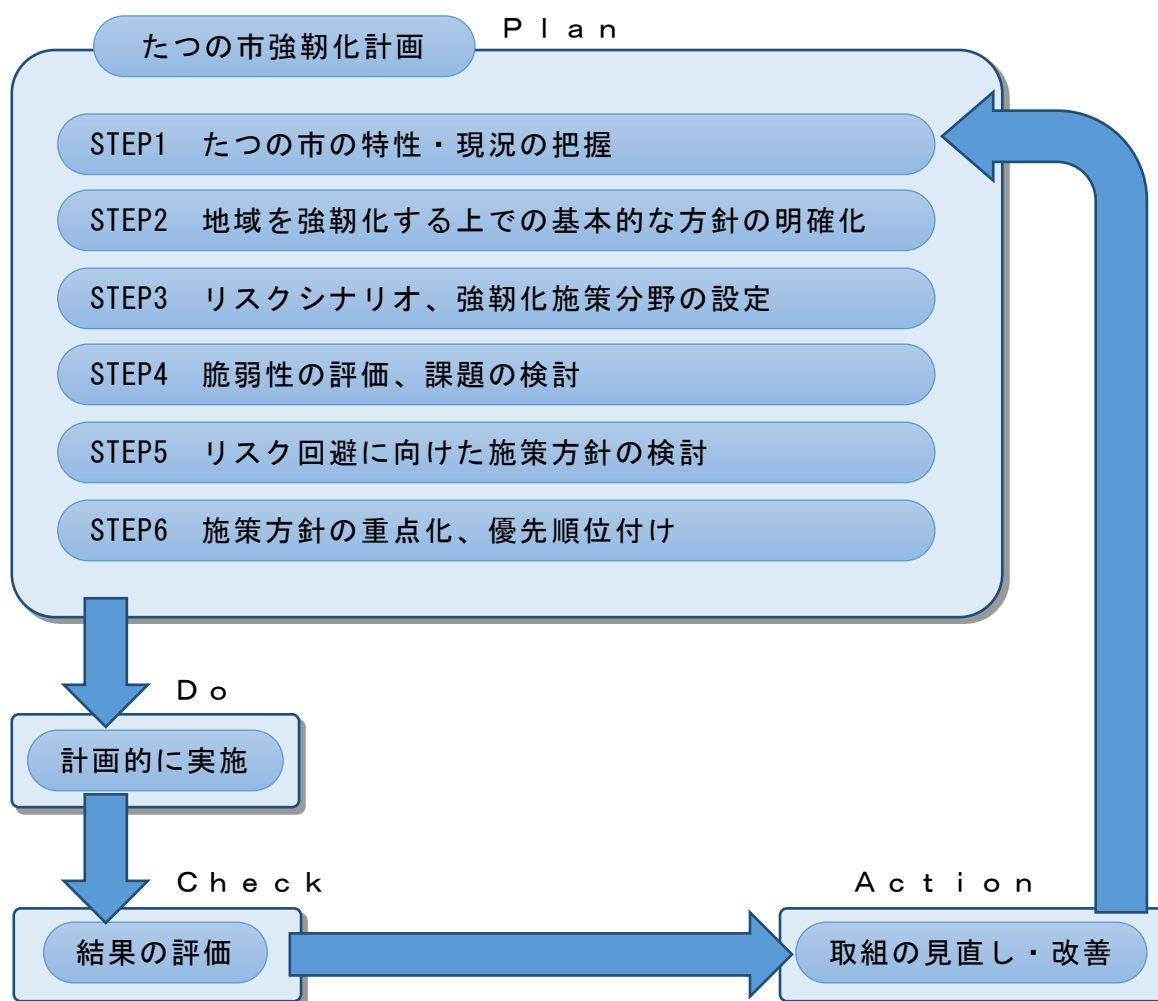 Ｐｌａｎ
たつの市強靭化計画
STEP1　たつの市の特性・現況の把握
STEP2　地域を強靭化する上での基本的な方針の明確化
STEP3　リスクシナリオ、強靭化施策分野の設定
STEP4　脆弱性の評価、課題の検討
STEP5　リスク回避に向けた施策方針の検討
STEP6　施策方針の重点化、優先順位付け
Ｄｏ
計画的に実施
Ｃｈｅｃｋ
結果の評価
Ａｃｔｉｏｎ
取組の見直し・改善